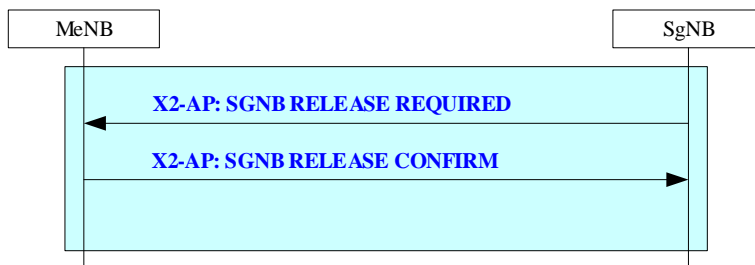 MeNB
SgNB
X2-AP: SGNB RELEASE REQUIRED
X2-AP: SGNB RELEASE CONFIRM